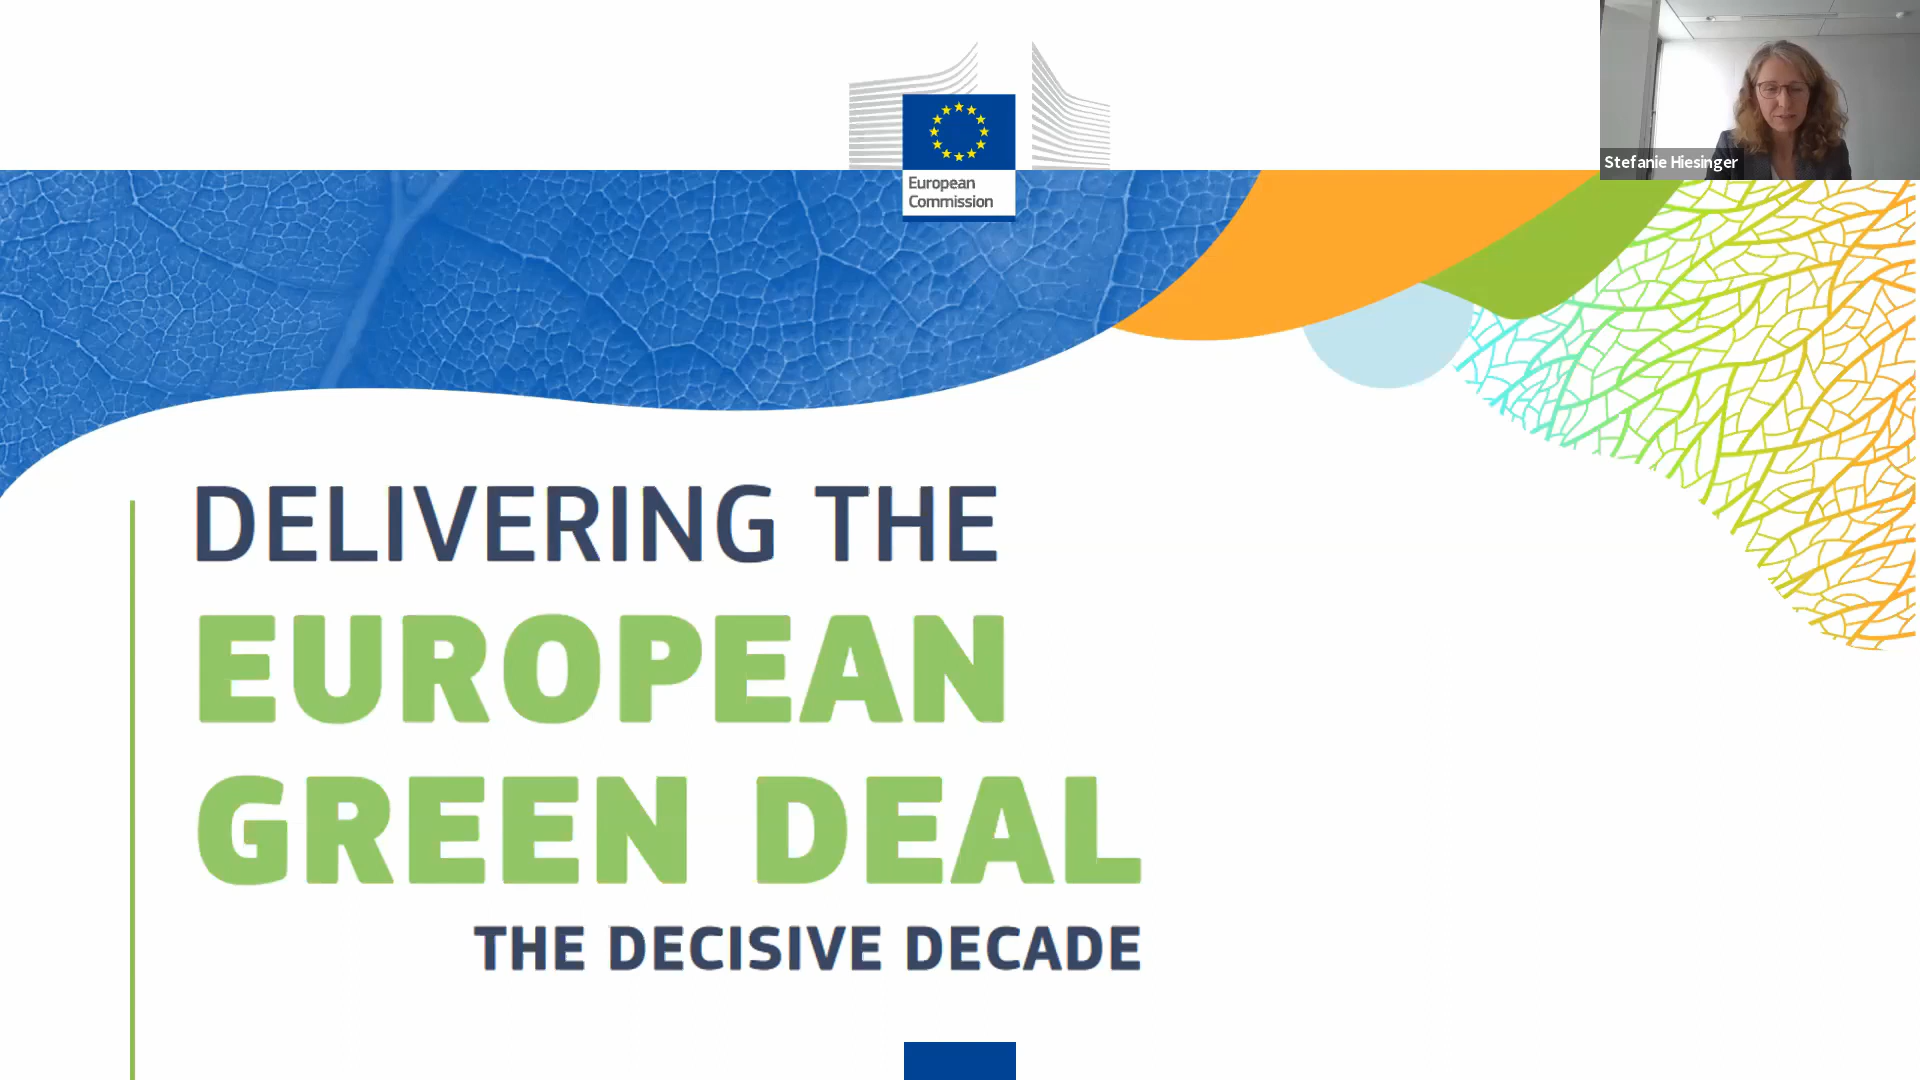 European
Commission
Stefanie Hiesinger
DELIVERING THE
EUROPEAN
GREEN DEAL
THE DECISIVE DECADE